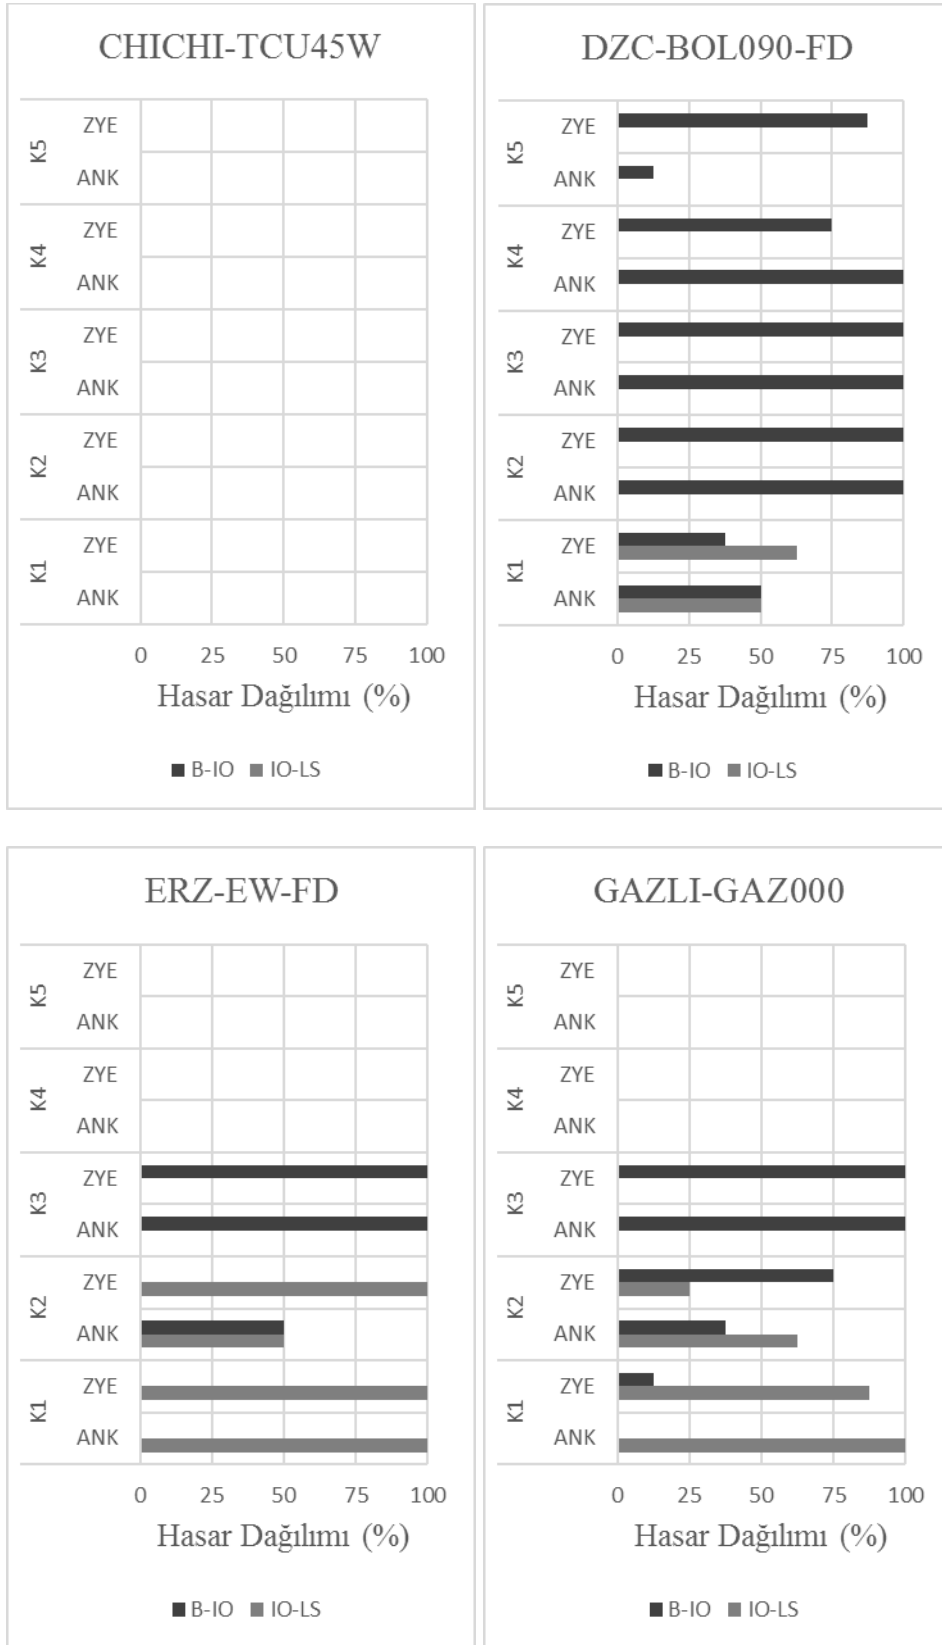 CHICHI-TCU45W
K5
ZYE
ANK
K4
ZYE
ANK
K3
ZYE
ANK
K2
ZYE
ANK
K1
ZYE
ANK
0 25 50 75 100
Hasar Dağılımı (%)
B-IO IO-LS
DZC-BOL090-FD
K5
ZYE
ANK
K4
ZYE
ANK
K3
ZYE
ANK
K2
ZYE
ANK
K1
ZYE
ANK
0 25 50 75 100
Hasar Dağılımı (%)
B-IO IO-LS
ERZ-EW-FD
K5
ZYE
ANK
K4
ZYE
ANK
K3
ZYE
ANK
K2
ZYE
ANK
K1
ZYE
ANK
0 25 50 75 100
Hasar Dağılımı (%)
B-IO IO-LS
GAZLI-GAZ000
K5
ZYE
ANK
K4
ZYE
ANK
K3
ZYE
ANK
K2
ZYE
ANK
K1
ZYE
ANK
0 25 50 75 100
Hasar Dağılımı (%)
B-IO IO-LS